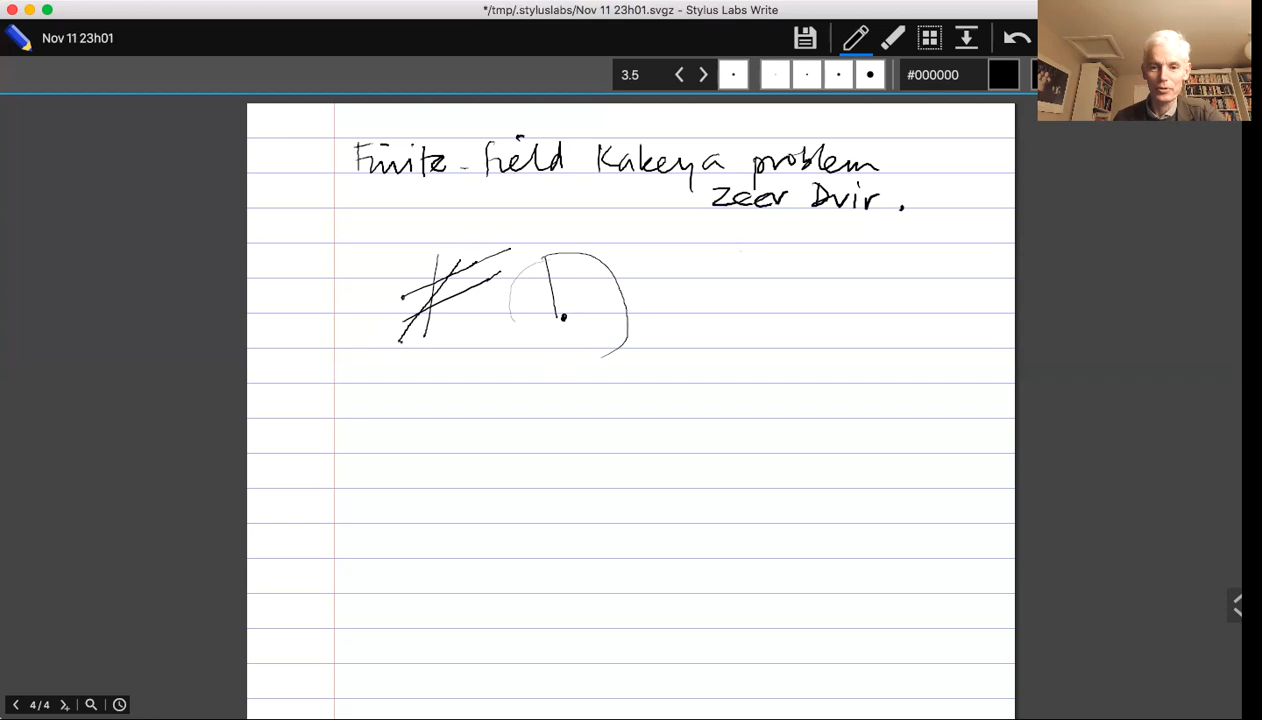 */tmp/.styluslabs/Nov 11 23h01.svgz - Stylus Labs Write
Nov 11 23h01
3.5
#000000
Finite-field Kakeya problem
Zeev Dvir.
4/4